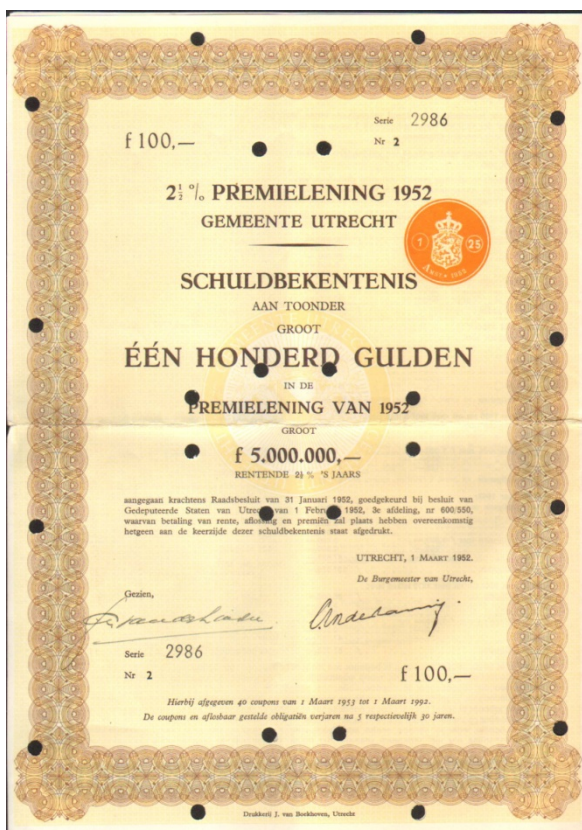 Serie 2986
f 100,—
Nr 2
2½% PREMIELENING 1952
GEMEENTE UTRECHT
SCHULDBEKENTENIS
AAN TOONDER
GROOT
ÉÉN HONDERD GULDEN
IN DE
PREMIELENING VAN 1952
GROOT
f 5.000.000,—
RENTENDE 2½% 'S JAARS
aangegaan krachtens Raadsbesluit van 31 Januari 1952, goedgekeurd bij besluit van
Gedeputeerde Staten van Utrecht van 1 Februari 1952, 3e afdeling, nr 600/550,
waarvan betaling van rente, aflossing en premiën zal plaats hebben overeenkomstig
hetgeen aan de keerzijde dezer schuldbekentenis staat afgedrukt.
UTRECHT, 1 MAART 1952.
De Burgemeester van Utrecht,
Gezien,
Serie 2986
Nr 2
f 100,—
Hierbij afgegeven 40 coupons van 1 Maart 1953 tot 1 Maart 1992.
De coupons en aflosbaar gestelde obligatiën verjaren na 5 respectievelijk 30 jaren.
Drukkerij J. van Boekhoven, Utrecht